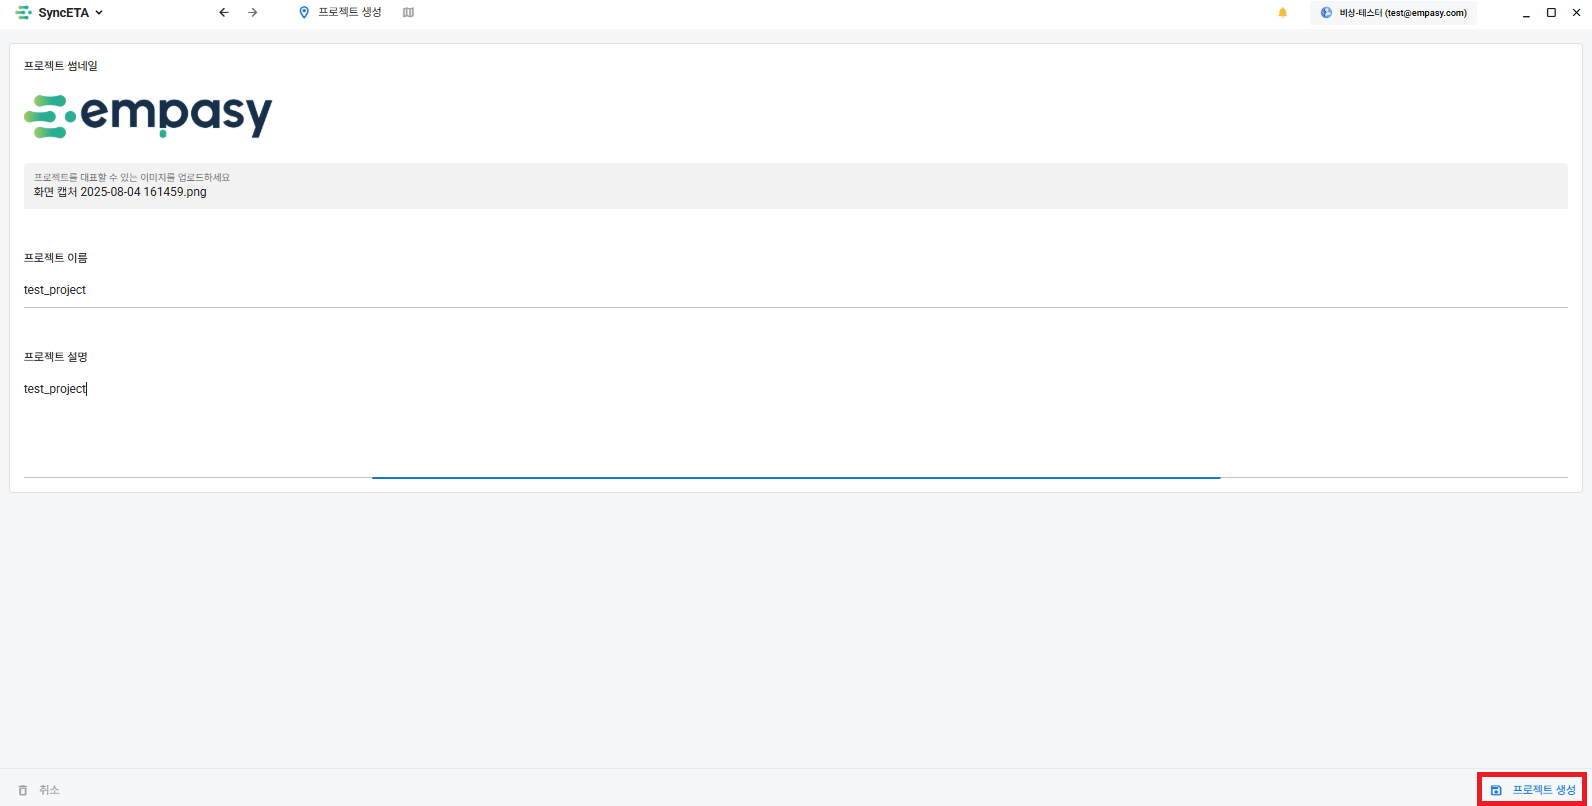 SyncETA
프로젝트 생성
비상-테스터 (test@empasy.com)
프로젝트 썸네일
empasy
프로젝트를 대표할 수 있는 이미지를 업로드하세요
화면 캡처 2025-08-04 161459.png
프로젝트 이름
test_project
프로젝트 설명
test_project
취소
프로젝트 생성